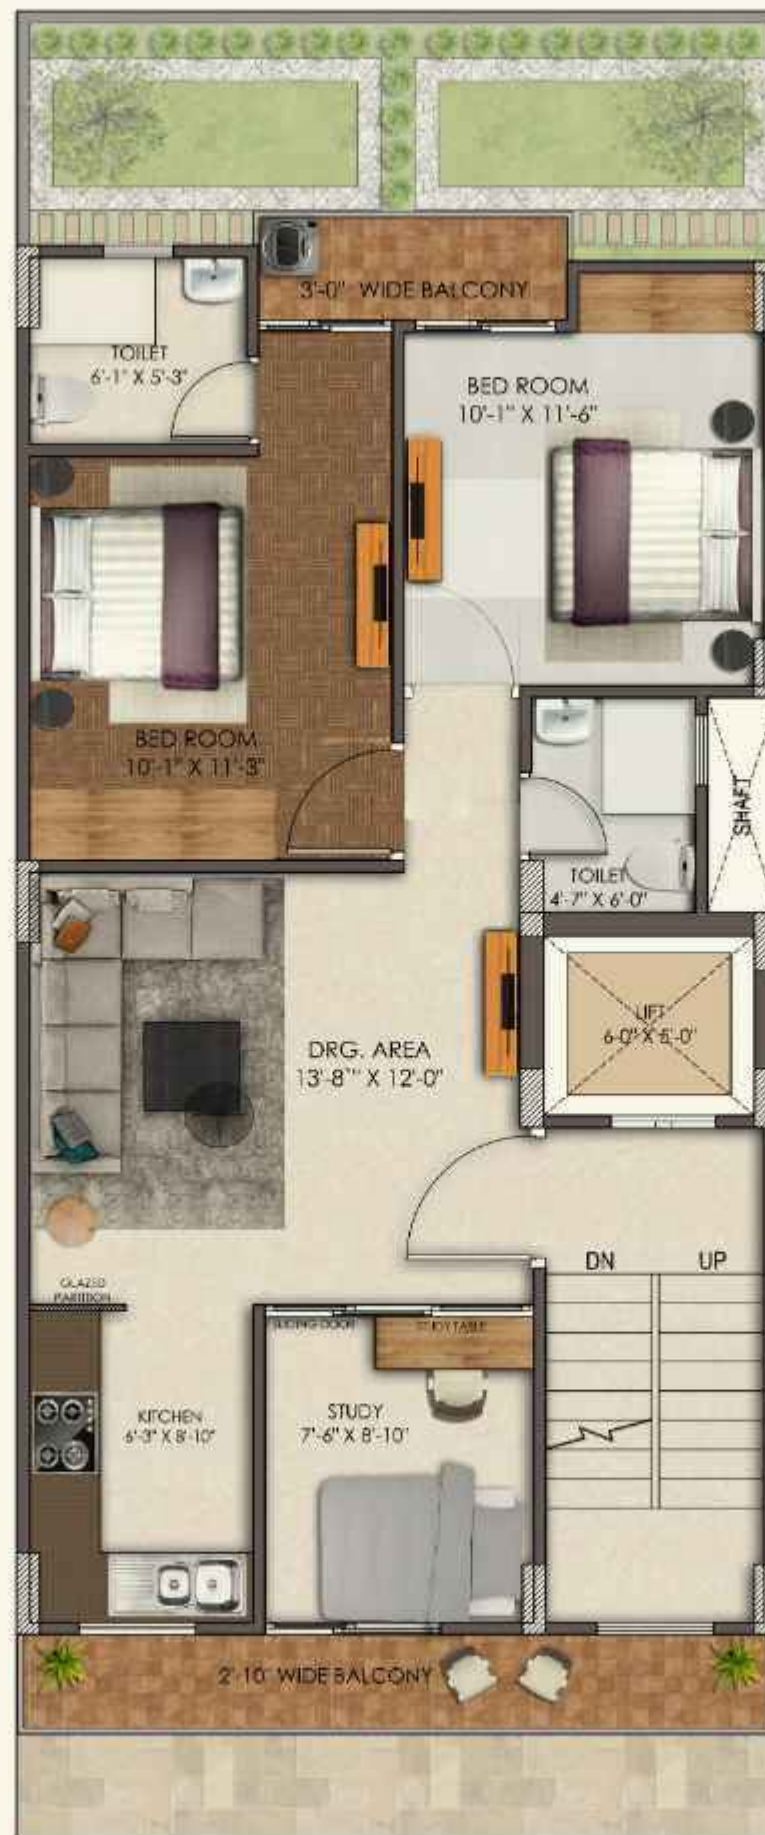 3'-0" WIDE BALCONY
TOILET
6'-1" X 5'-3"
BED ROOM
10'-1" X 11'-6"
BED ROOM
10'-1" X 11'-3"
SHAFT
TOILET
4'-7" X 6'-0"
LIFT
6-0" X 5'-0"
DRG. AREA
13'-8"" X 12'-0"
DN
UP
GLAZED
PARTITION
SLIDING DOOR
STUDY TABLE
KITCHEN
6'-3" X 8'-10"
STUDY
7'-6" X 8'-10"
2'-10" WIDE BALCONY